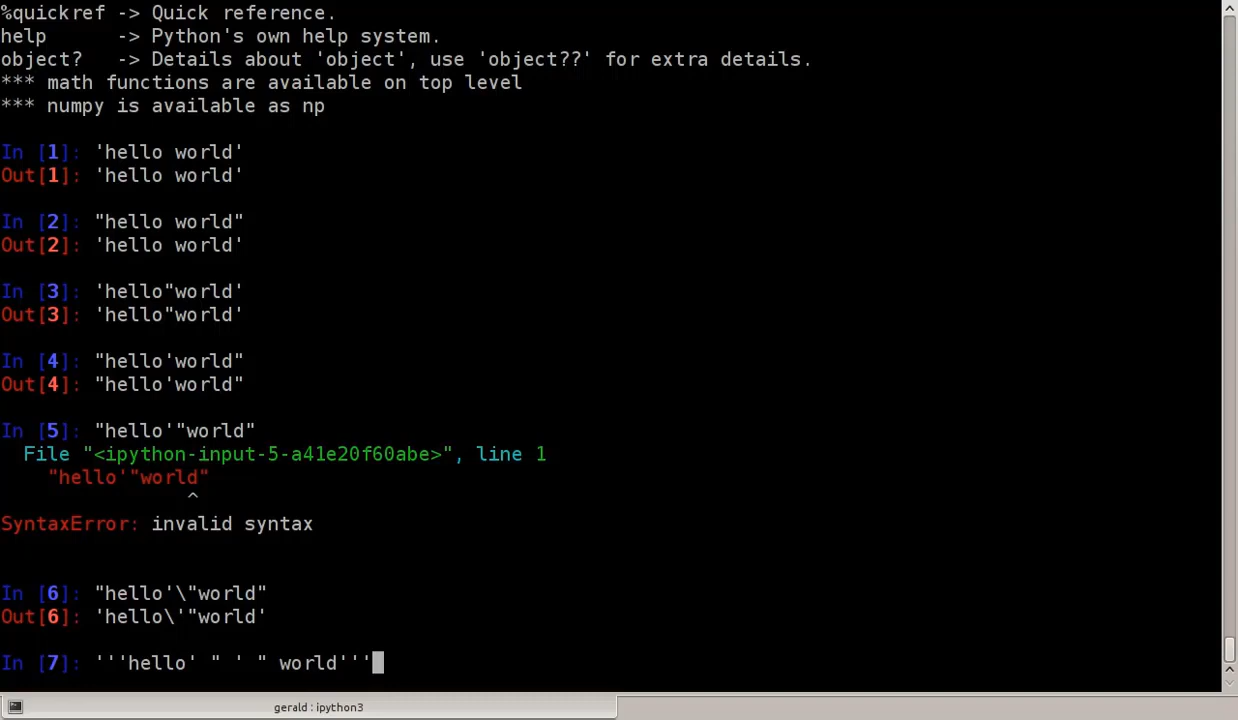 %quickref -> Quick reference.
help      -> Python's own help system.
object?   -> Details about 'object', use 'object??' for extra details.
*** math functions are available on top level
*** numpy is available as np
In [1]: 'hello world'
Out[1]: 'hello world'
In [2]: "hello world"
Out[2]: 'hello world'
In [3]: 'hello"world'
Out[3]: 'hello"world'
In [4]: "hello'world"
Out[4]: "hello'world"
In [5]: "hello'"world"
  File "<ipython-input-5-a41e20f60abe>", line 1
    "hello'"world"
                ^
SyntaxError: invalid syntax
In [6]: "hello'\"world"
Out[6]: 'hello\'"world'
In [7]: '''hello' " ' " world'''
gerald : ipython3